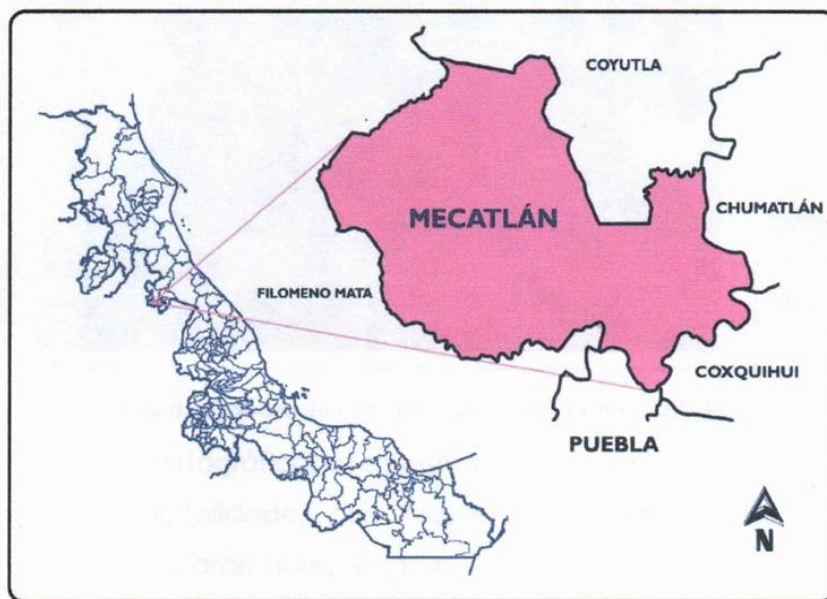 COYUTLA
MECATLÁN
CHUMATLÁN
FILOMENO MATA
COXQUIHUI
PUEBLA
N